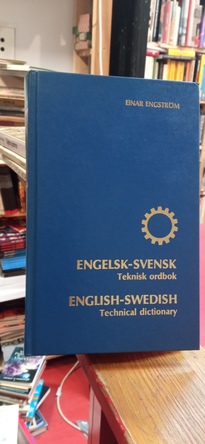 EINAR ENGSTRÖM
ENGELSK-SVENSK
Teknisk ordbok
ENGLISH-SWEDISH
Technical dictionary